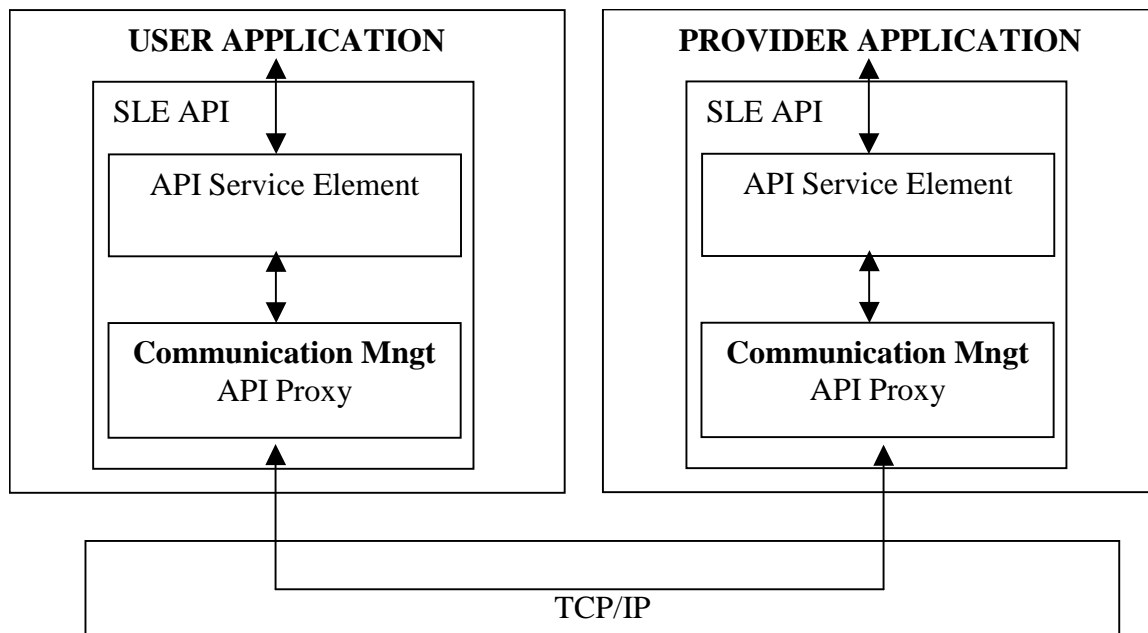 USER APPLICATION
SLE API
API Service Element
Communication Mngt
API Proxy
PROVIDER APPLICATION
SLE API
API Service Element
Communication Mngt
API Proxy
TCP/IP